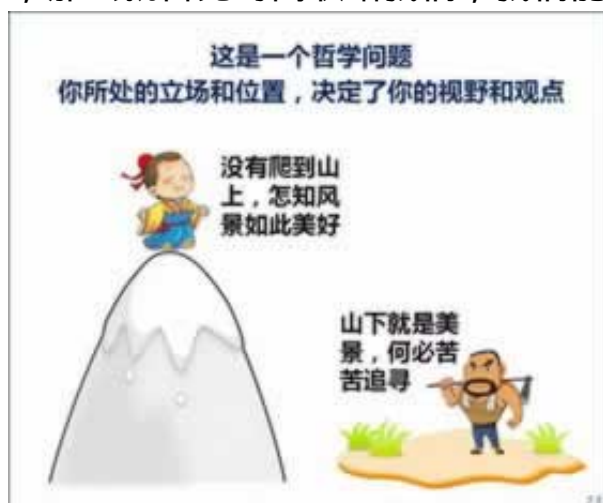 这是一个哲学问题
你所处的立场和位置，决定了你的视野和观点
没有爬到山
上，怎知风
景如此美好
山下就是美
景，何必苦
苦追寻